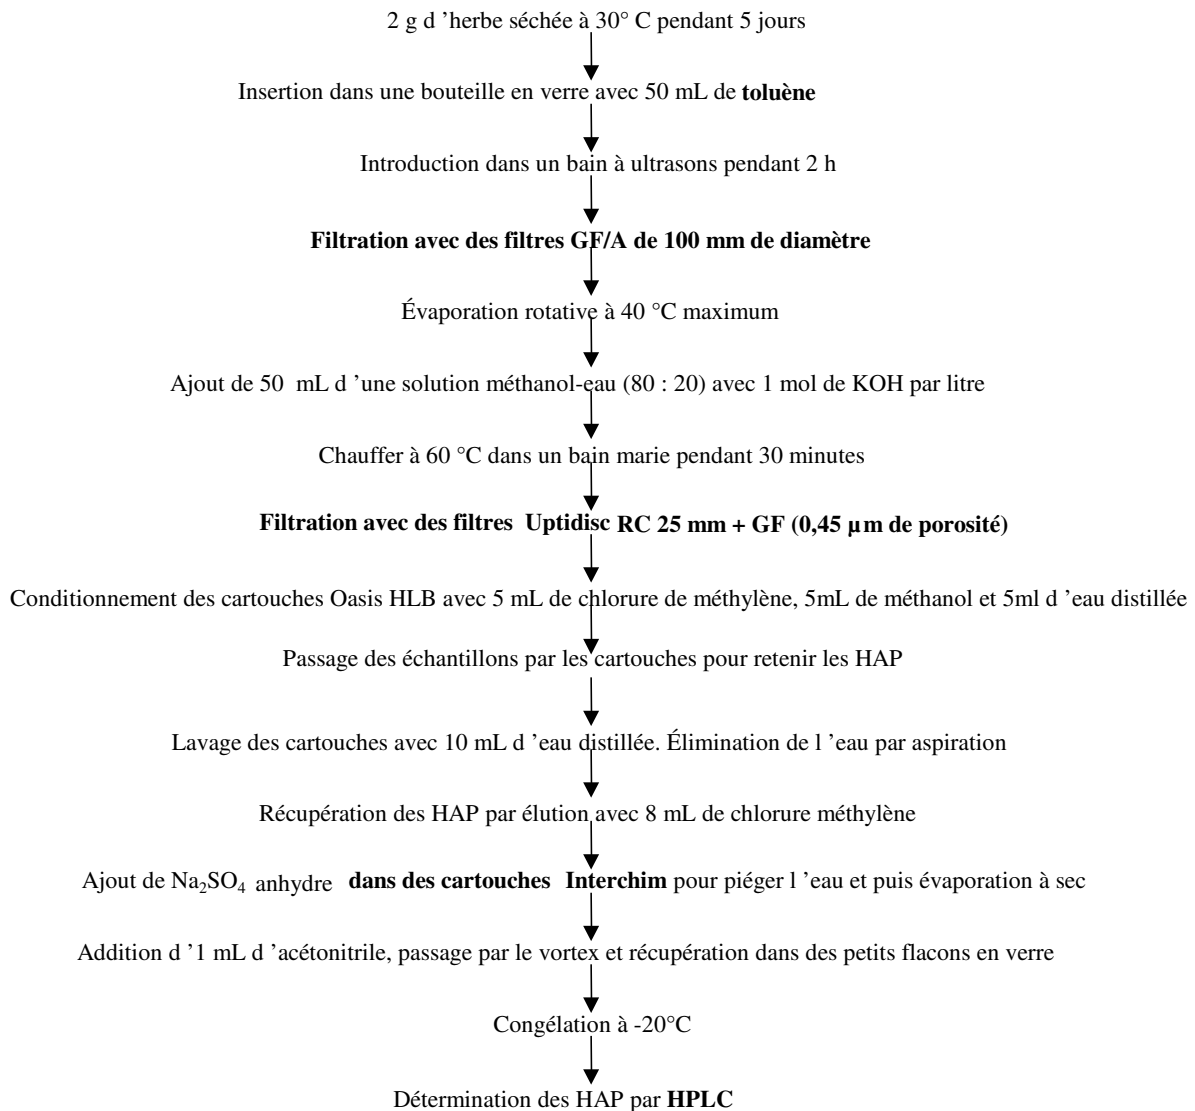 2 g d ’herbe séchée à 30° C pendant 5 jours
Insertion dans une bouteille en verre avec 50 mL de toluène
Introduction dans un bain à ultrasons pendant 2 h
Filtration avec des filtres GF/A de 100 mm de diamètre
Évaporation rotative à 40 °C maximum
Ajout de 50 mL d ’une solution méthanol-eau (80 : 20) avec 1 mol de KOH par litre
Chauffer à 60 °C dans un bain marie pendant 30 minutes
Filtration avec des filtres Uptidisc RC 25 mm + GF (0,45 µm de porosité)
Conditionnement des cartouches Oasis HLB avec 5 mL de chlorure de méthylène, 5mL de méthanol et 5ml d ’eau distillée
Passage des échantillons par les cartouches pour retenir les HAP
Lavage des cartouches avec 10 mL d ’eau distillée. Élimination de l ’eau par aspiration
Récupération des HAP par élution avec 8 mL de chlorure méthylène
Ajout de Na₂SO₄ anhydre dans des cartouches Interchim pour piéger l ’eau et puis évaporation à sec
Addition d ’1 mL d ’acétonitrile, passage par le vortex et récupération dans des petits flacons en verre
Congélation à -20°C
Détermination des HAP par HPLC